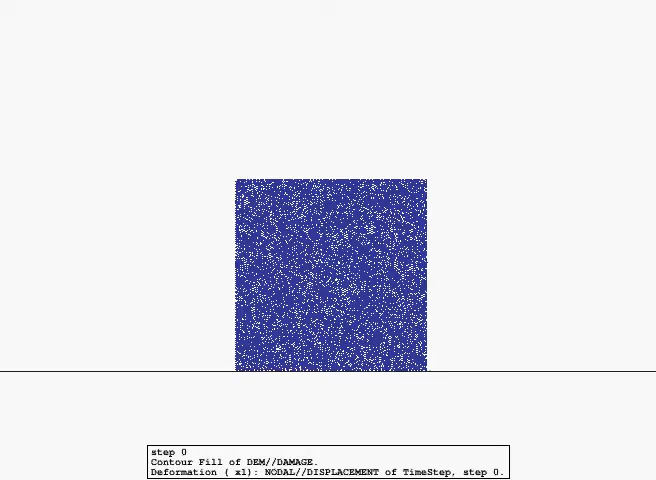 step 0
Contour Fill of DEM//DAMAGE.
Deformation ( x1): NODAL//DISPLACEMENT of TimeStep, step 0.